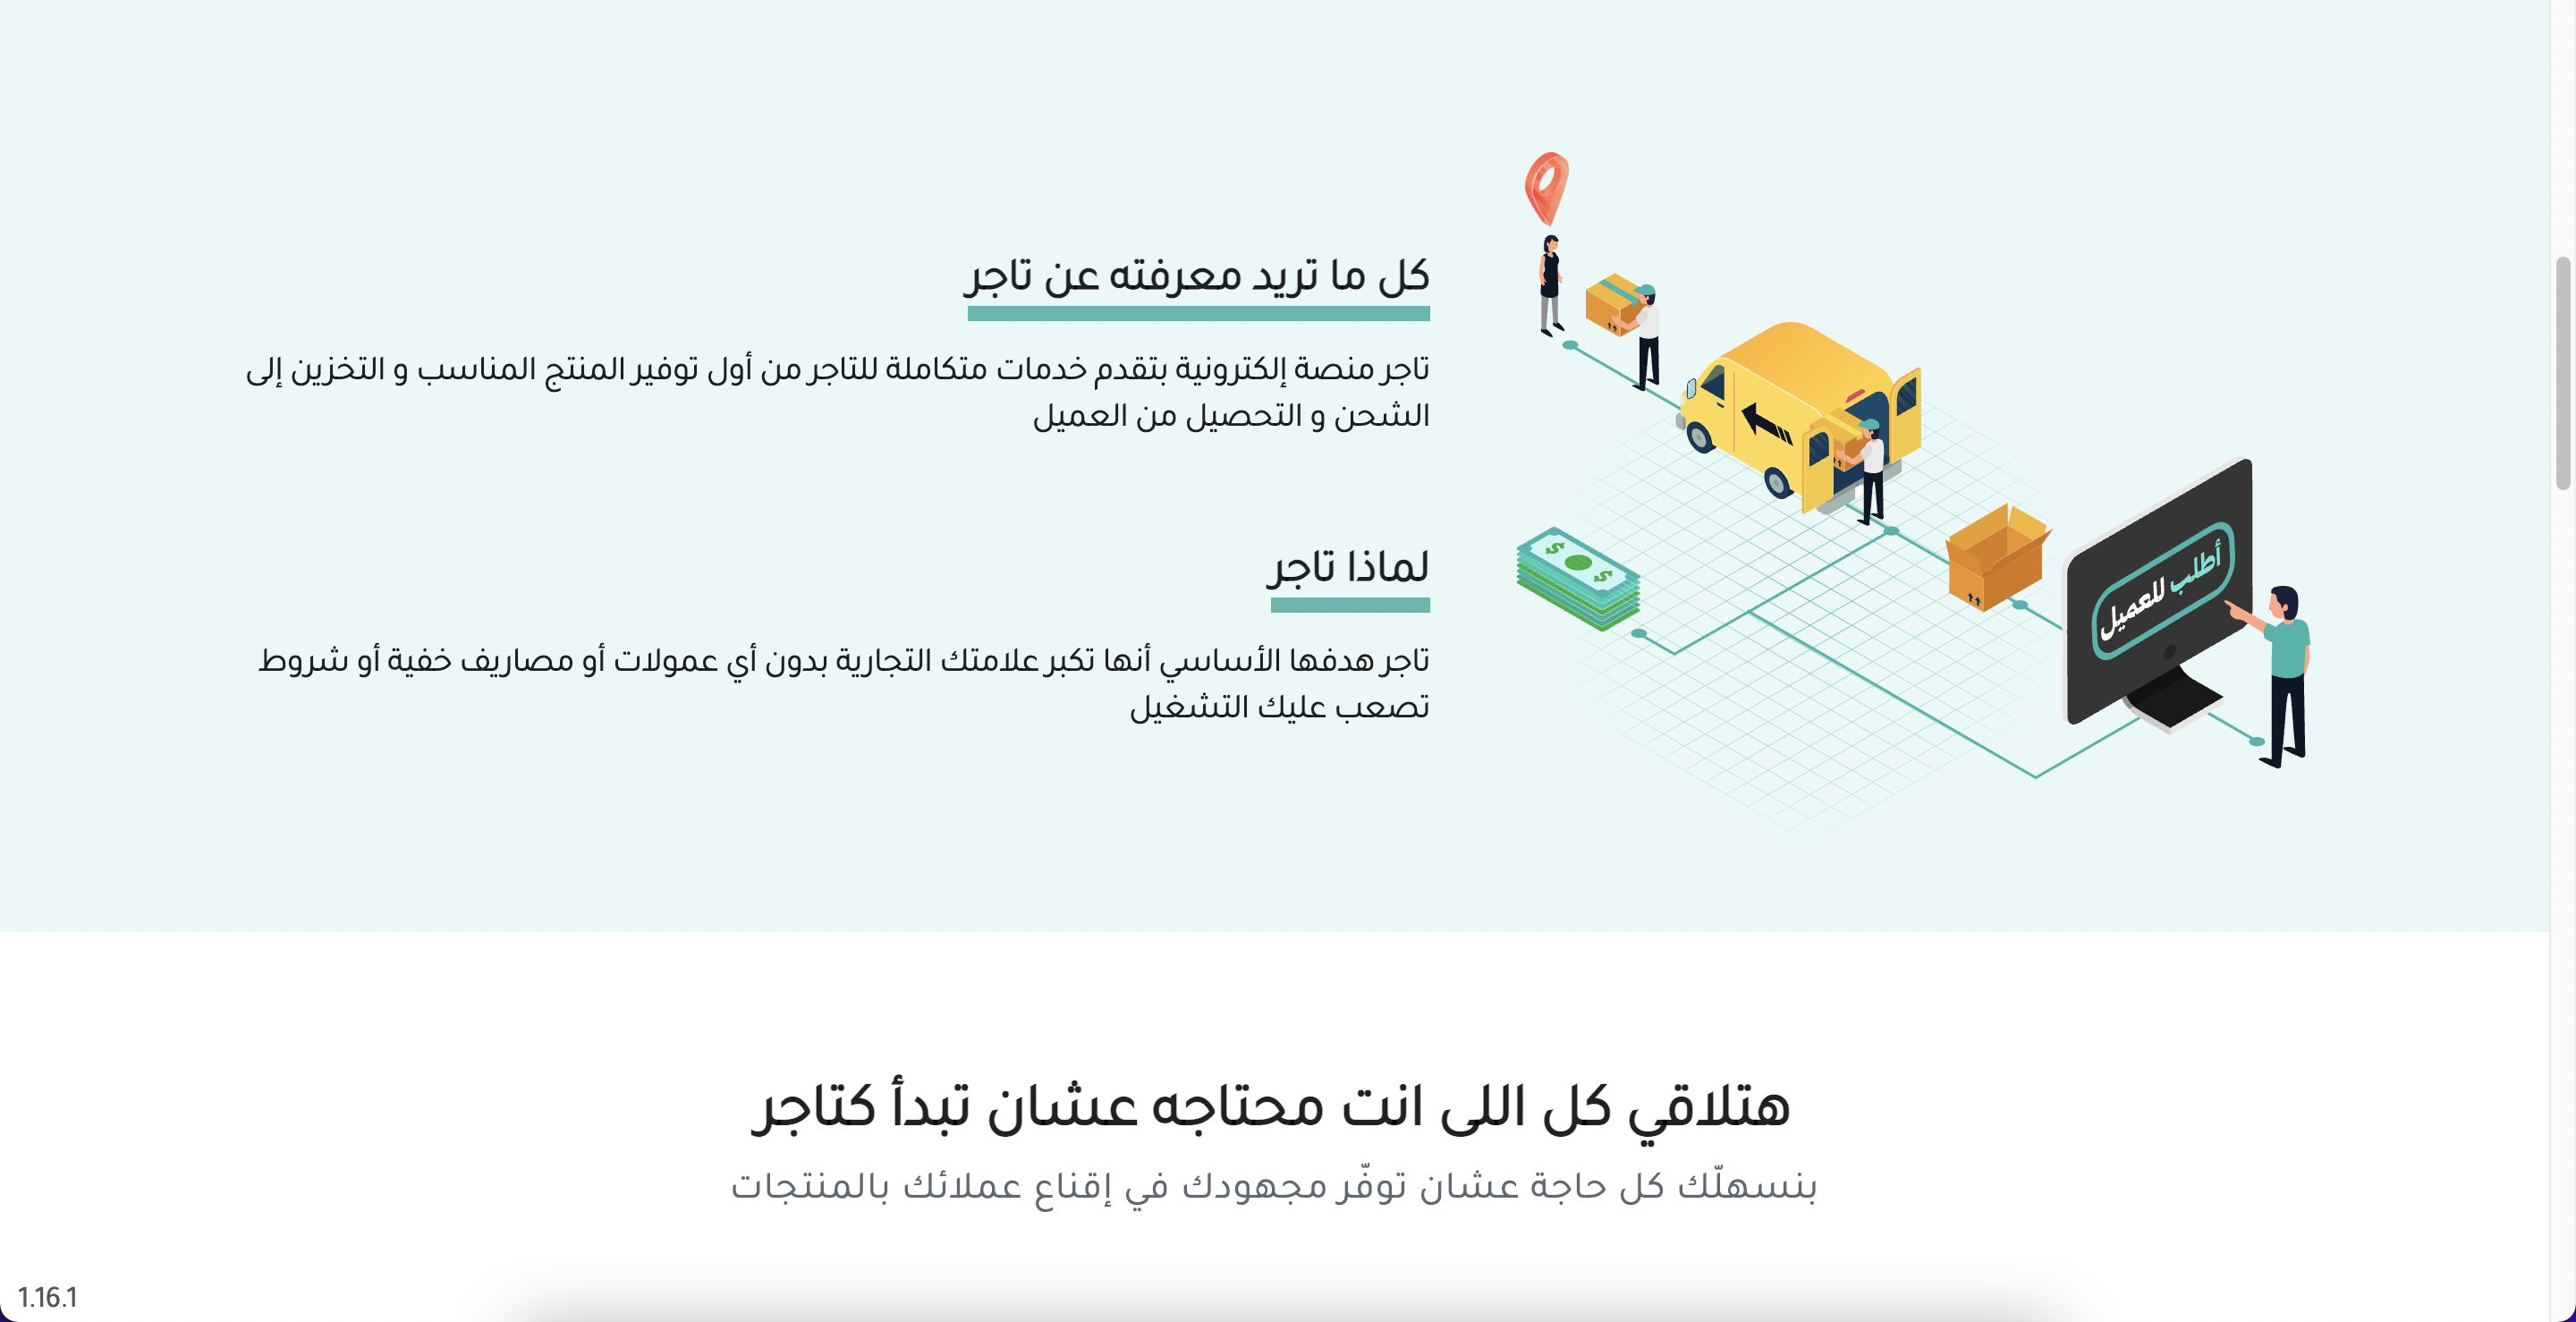 كل ما تريد معرفته عن تاجر
تاجر منصة إلكترونية بتقدم خدمات متكاملة للتاجر من أول توفير المنتج المناسب و التخزين إلى
الشحن و التحصيل من العميل
لماذا تاجر
تاجر هدفها الأساسي أنها تكبر علامتك التجارية بدون أي عمولات أو مصاريف خفية أو شروط
تصعب عليك التشغيل
أطلب للعميل
هتلاقي كل اللى انت محتاجه عشان تبدأ كتاجر
بنسهلّك كل حاجة عشان توفّر مجهودك في إقناع عملائك بالمنتجات
1.16.1